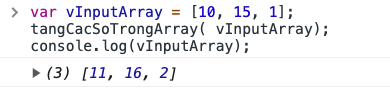 > var vInputArray = [10, 15, 1];
tangCacSoTrongArray( vInputArray);
console.log(vInputArray);
▶(3) [11, 16, 2]